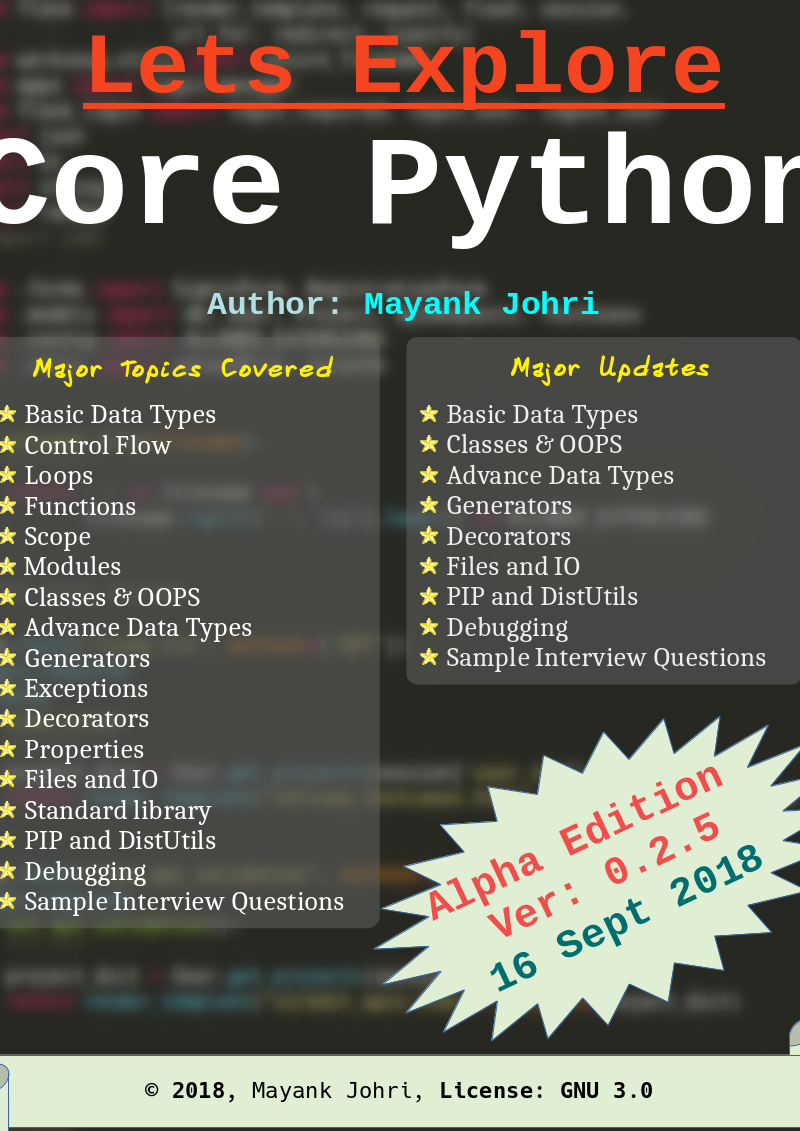 Lets Explore
Core Python
Author: Mayank Johri
Major Topics Covered
Basic Data Types
Control Flow
Loops
Functions
Scope
Modules
Classes & OOPS
Advance Data Types
Generators
Exceptions
Decorators
Properties
Files and IO
Standard library
PIP and DistUtils
Debugging
Sample Interview Questions
Major Updates
Basic Data Types
Classes & OOPS
Advance Data Types
Generators
Decorators
Files and IO
PIP and DistUtils
Debugging
Sample Interview Questions
Alpha Edition
Ver: 0.2.5
16 Sept 2018
© 2018, Mayank Johri, License: GNU 3.0